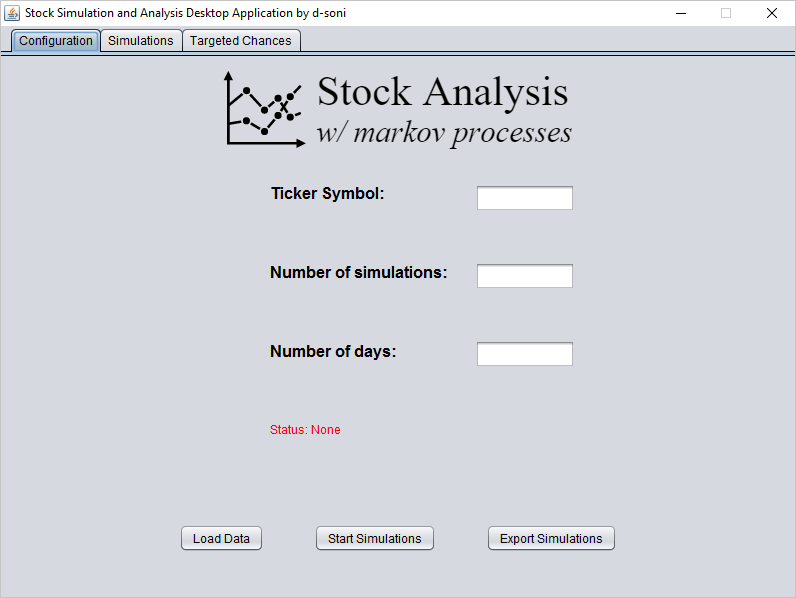 Stock Simulation and Analysis Desktop Application by d-soni
Configuration Simulations Targeted Chances
Stock Analysis
w/ markov processes
Ticker Symbol:
Number of simulations:
Number of days:
Status: None
Load Data Start Simulations Export Simulations